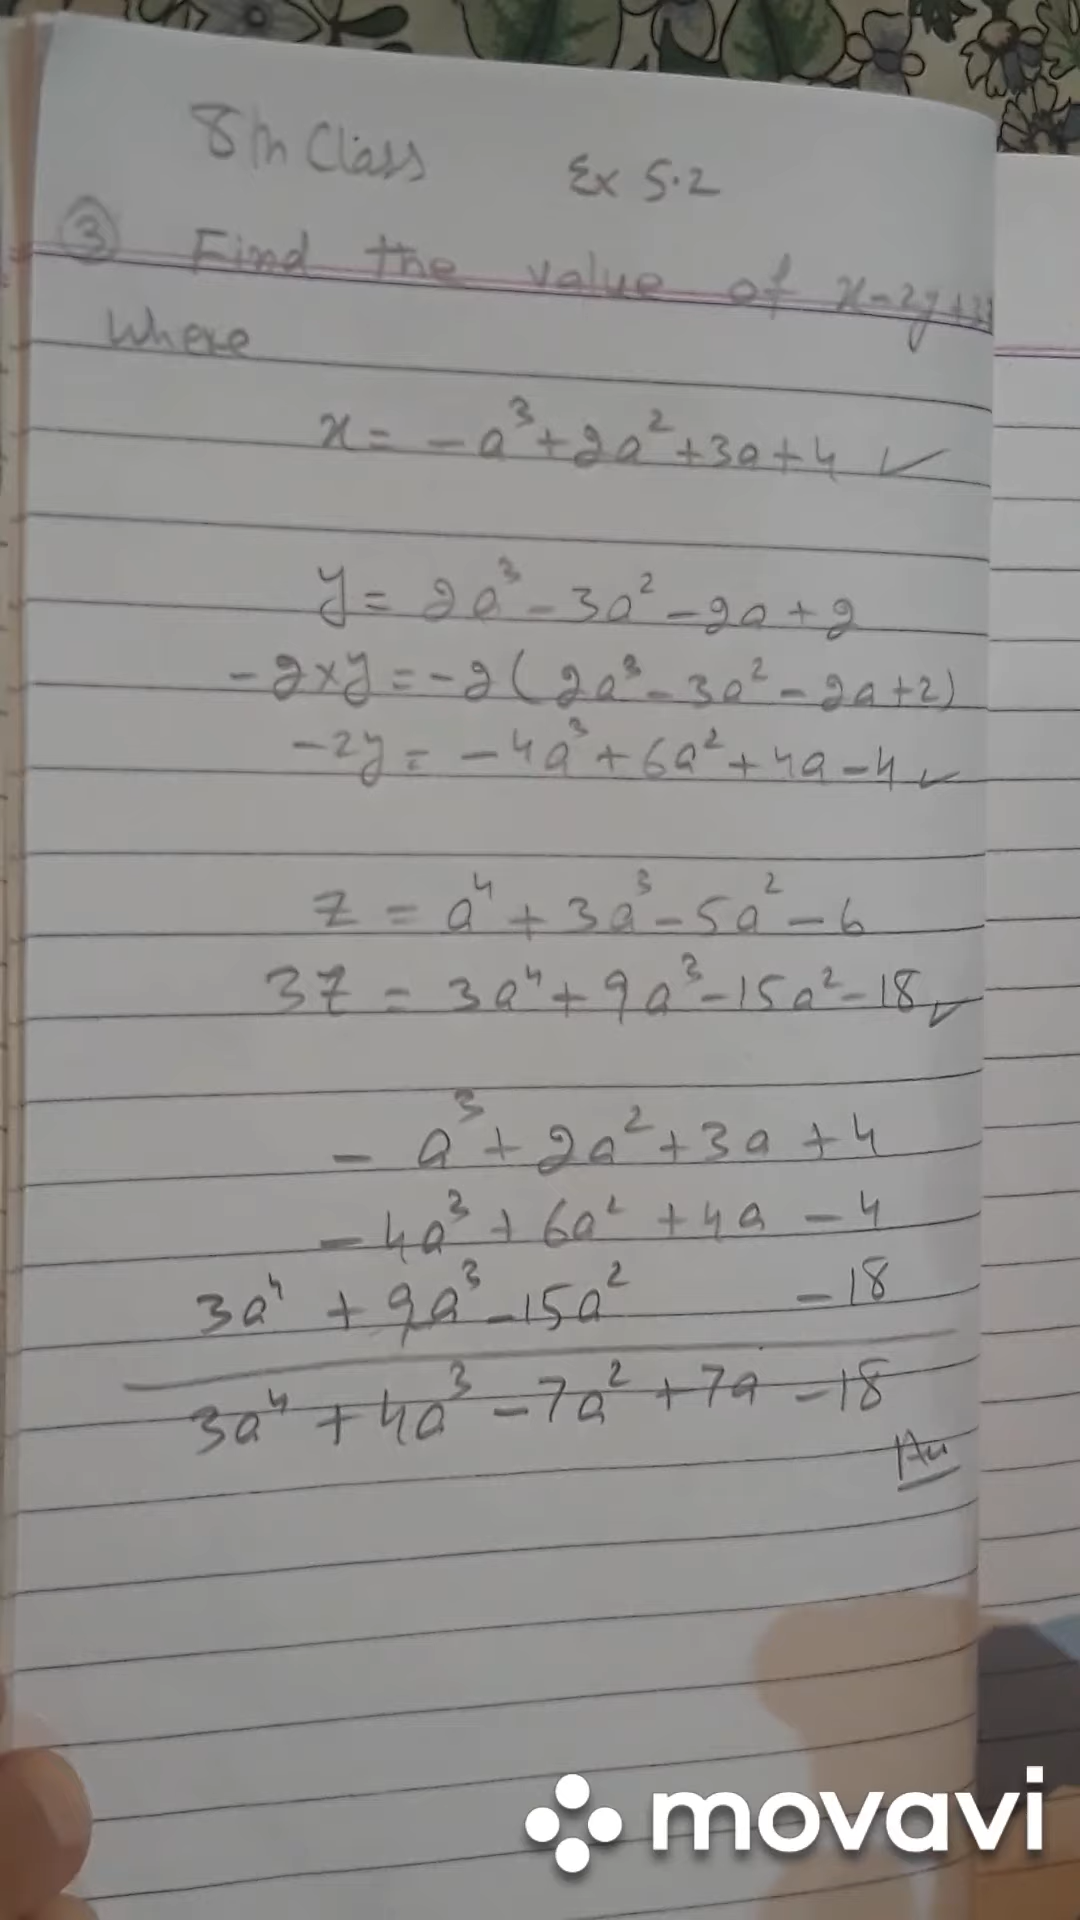 8th Class Ex 5.2
③ Find the value of x-2y+3z
Where
x = -a³+2a²+3a+4 ✓
y = 2a³-3a²-2a+2
-2×y = -2(2a³-3a²-2a+2)
-2y = -4a³+6a²+4a-4 ✓
z = a⁴+3a³-5a²-6
3z = 3a⁴+9a³-15a²-18 ✓
-a³+2a²+3a+4
-4a³+6a²+4a-4
3a⁴+9a³-15a² -18
3a⁴+4a³-7a²+7a-18
Ans
movavi